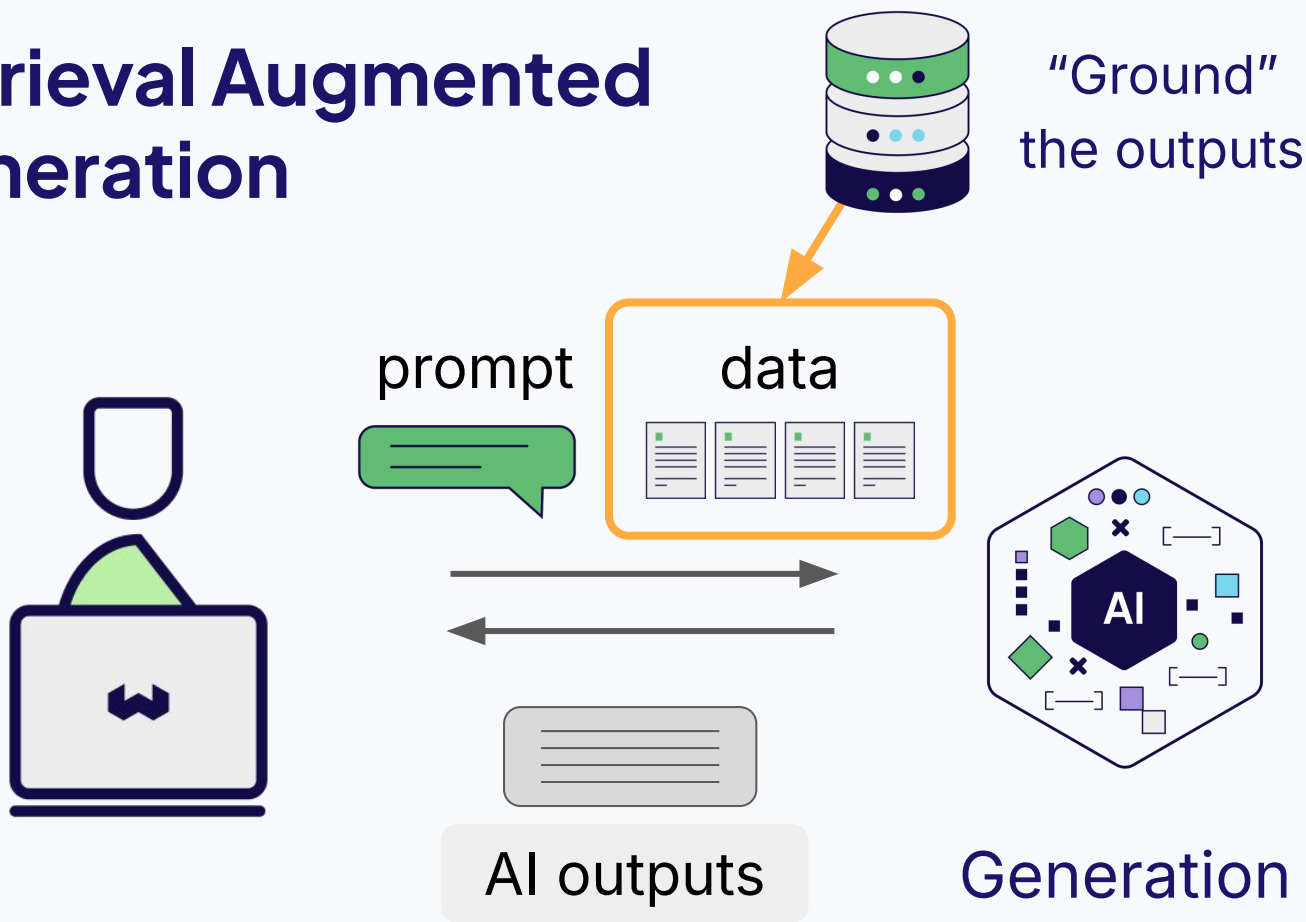 rieval Augmented
neration
“Ground”
the outputs
prompt
data
AI
AI outputs
Generation